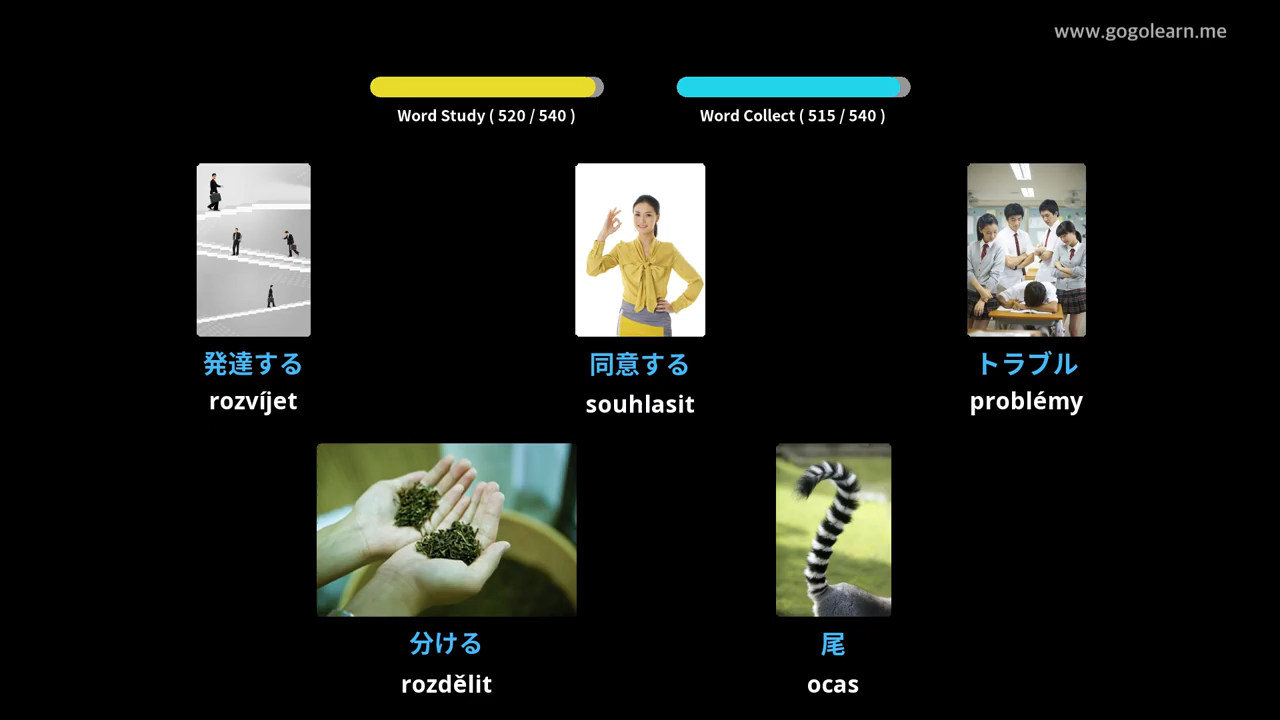 www.gogolearn.me
Word Study ( 520 / 540 )
Word Collect ( 515 / 540 )
発達する
rozvíjet
同意する
souhlasit
トラブル
problémy
分ける
rozdělit
尾
ocas